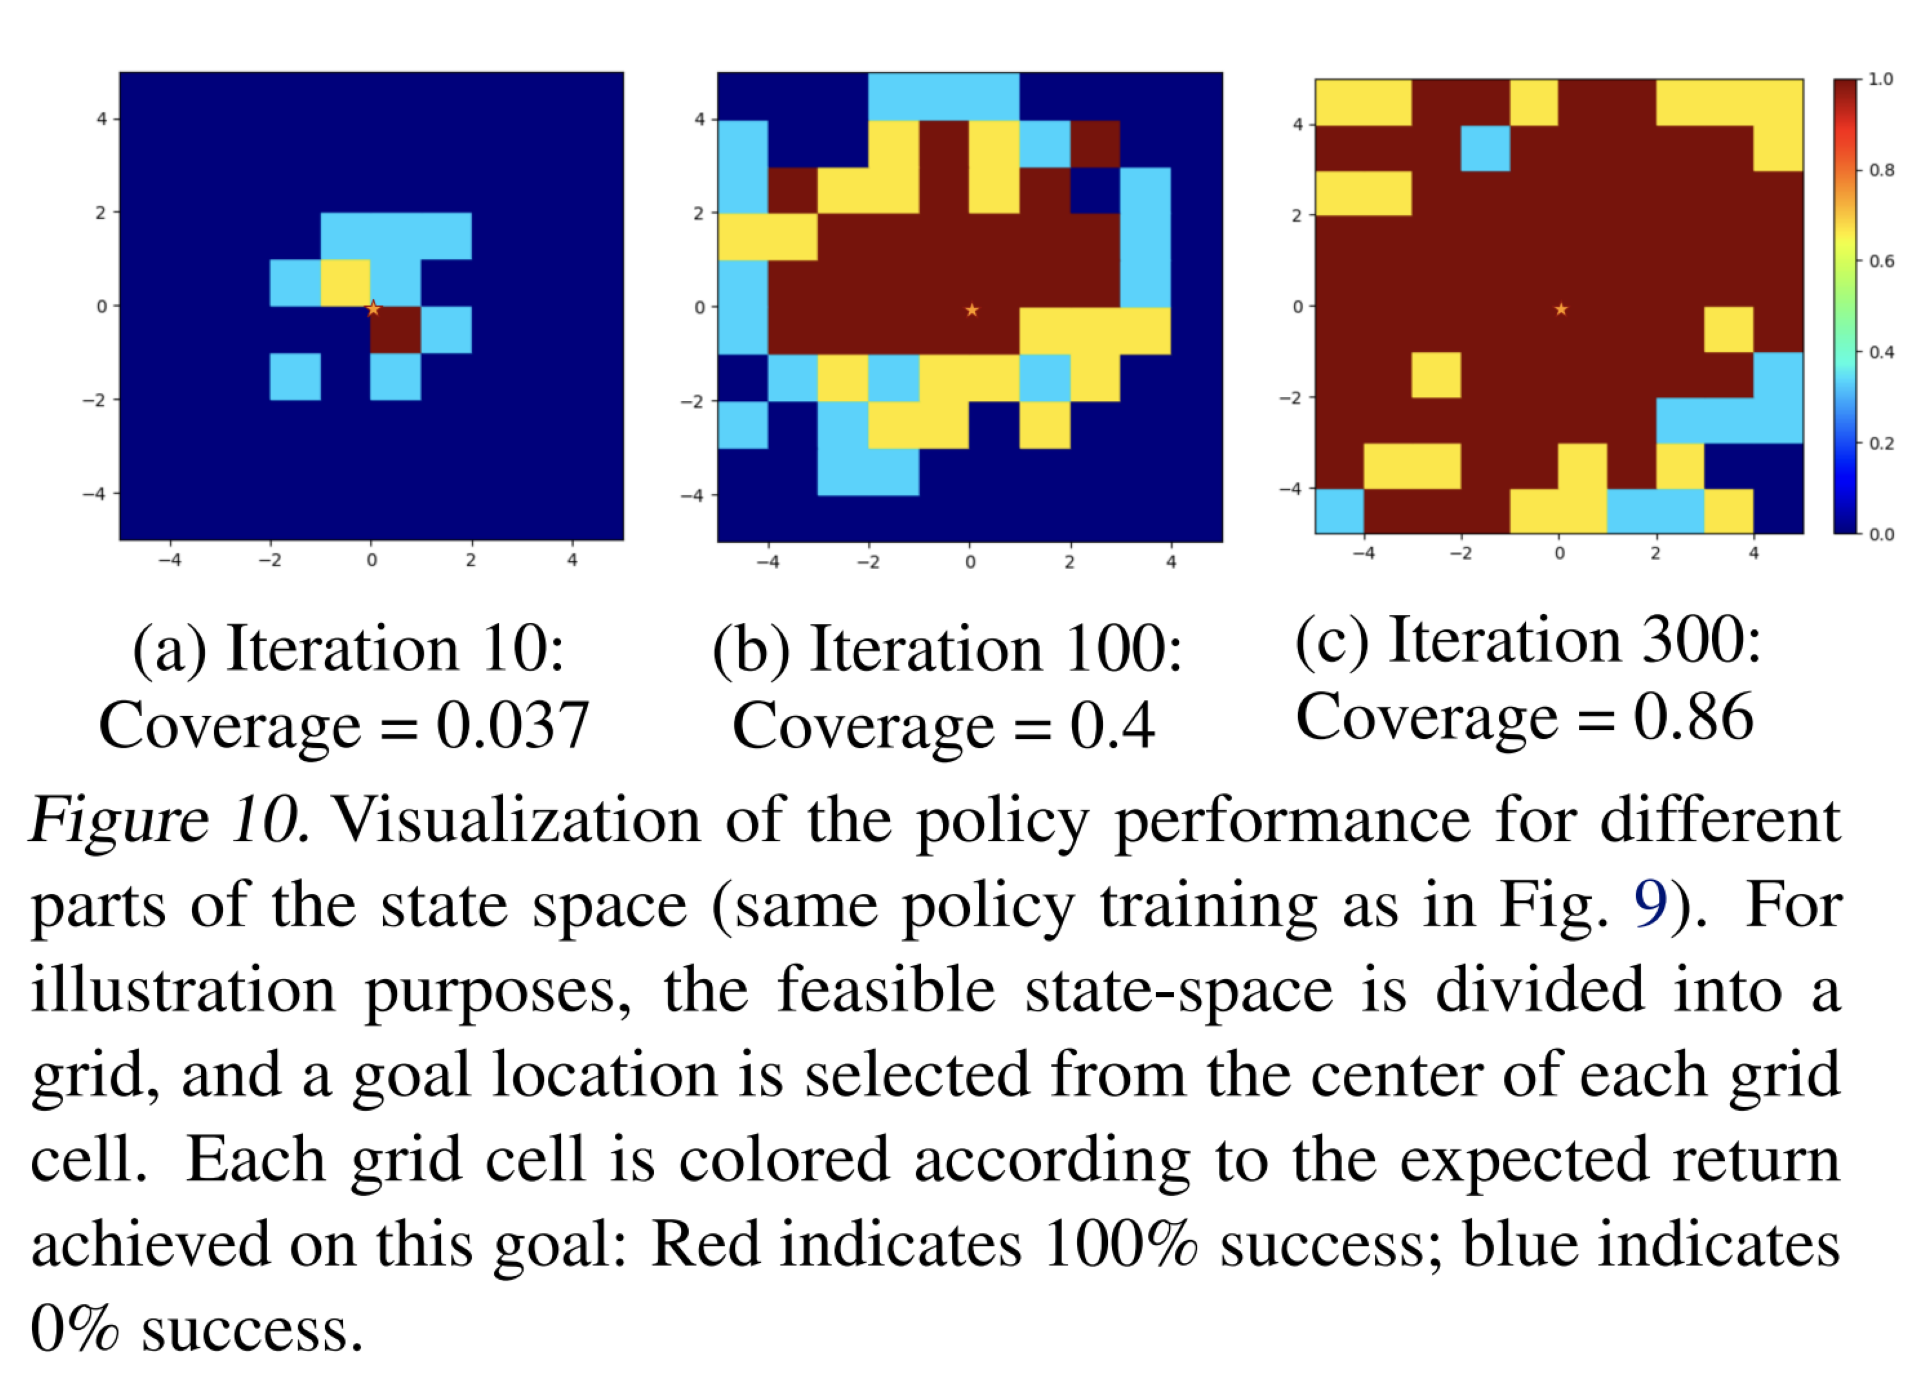 4
2
0
−2
−4
−4 −2 0 2 4
4
2
0
−2
−4
−4 −2 0 2 4
4
2
0
−2
−4
−4 −2 0 2 4
1.0
0.8
0.6
0.4
0.2
0.0
(a) Iteration 10:
Coverage = 0.037
(b) Iteration 100:
Coverage = 0.4
(c) Iteration 300:
Coverage = 0.86
Figure 10. Visualization of the policy performance for different
parts of the state space (same policy training as in Fig. 9). For
illustration purposes, the feasible state-space is divided into a
grid, and a goal location is selected from the center of each grid
cell. Each grid cell is colored according to the expected return
achieved on this goal: Red indicates 100% success; blue indicates
0% success.